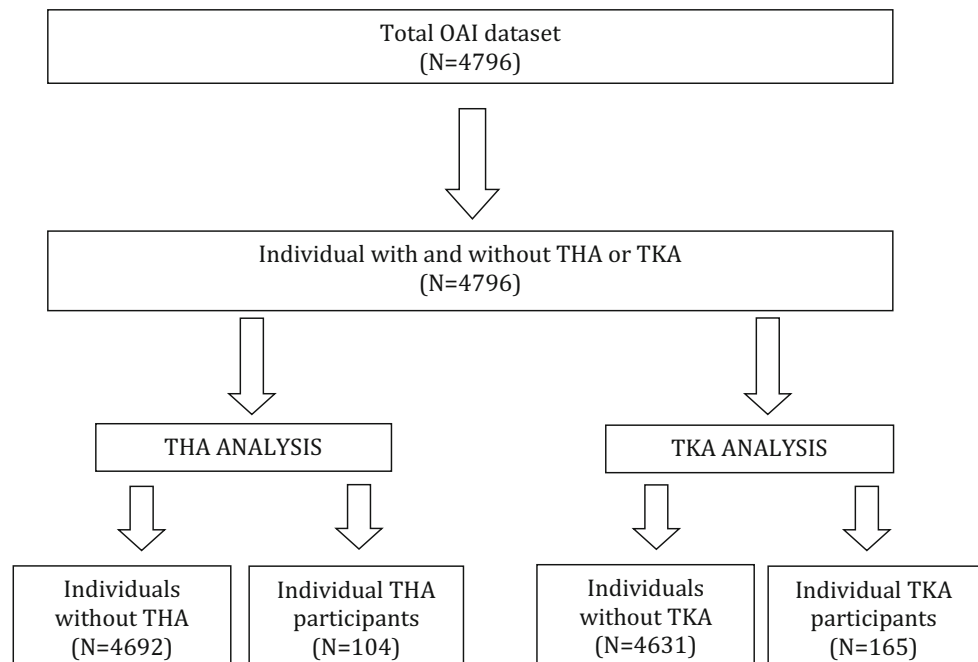 Total OAI dataset
(N=4796)
Individual with and without THA or TKA
(N=4796)
THA ANALYSIS
TKA ANALYSIS
Individuals
without THA
(N=4692)
Individual THA
participants
(N=104)
Individuals
without TKA
(N=4631)
Individual TKA
participants
(N=165)